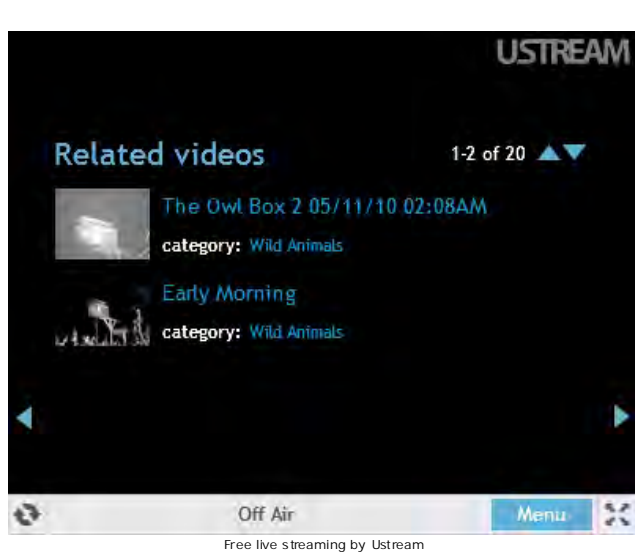 USTREAM
Related videos
1-2 of 20
The Owl Box 2 05/11/10 02:08AM
category: Wild Animals
Early Morning
category: Wild Animals
Off Air
Menu
Free live streaming by Ustream